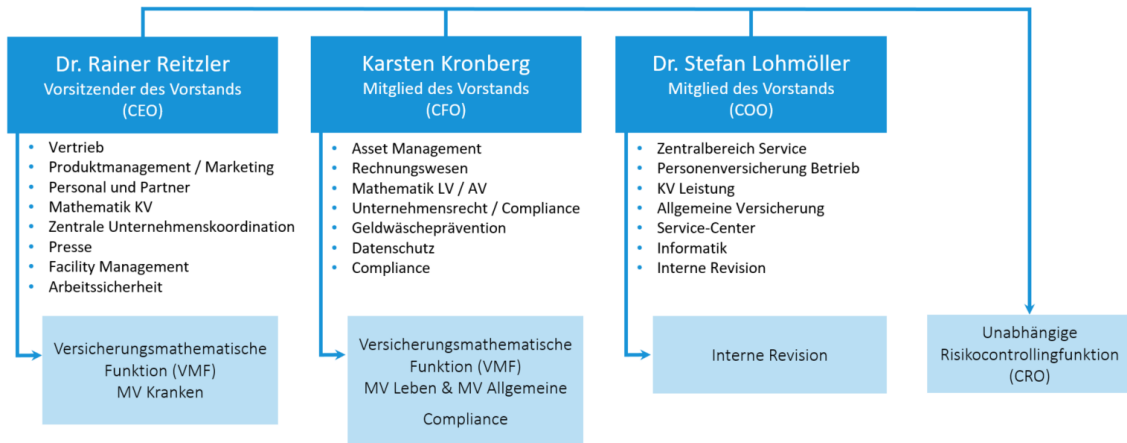 Dr. Rainer Reitzler
Vorsitzender des Vorstands
(CEO)
• Vertrieb
• Produktmanagement / Marketing
• Personal und Partner
• Mathematik KV
• Zentrale Unternehmenskoordination
• Presse
• Facility Management
• Arbeitssicherheit
Versicherungsmathematische
Funktion (VMF)
MV Kranken
Karsten Kronberg
Mitglied des Vorstands
(CFO)
• Asset Management
• Rechnungswesen
• Mathematik LV / AV
• Unternehmensrecht / Compliance
• Geldwäscheprävention
• Datenschutz
• Compliance
Versicherungsmathematische
Funktion (VMF)
MV Leben & MV Allgemeine
Compliance
Dr. Stefan Lohmöller
Mitglied des Vorstands
(COO)
• Zentralbereich Service
• Personenversicherung Betrieb
• KV Leistung
• Allgemeine Versicherung
• Service-Center
• Informatik
• Interne Revision
Interne Revision
Unabhängige
Risikocontrollingfunktion
(CRO)